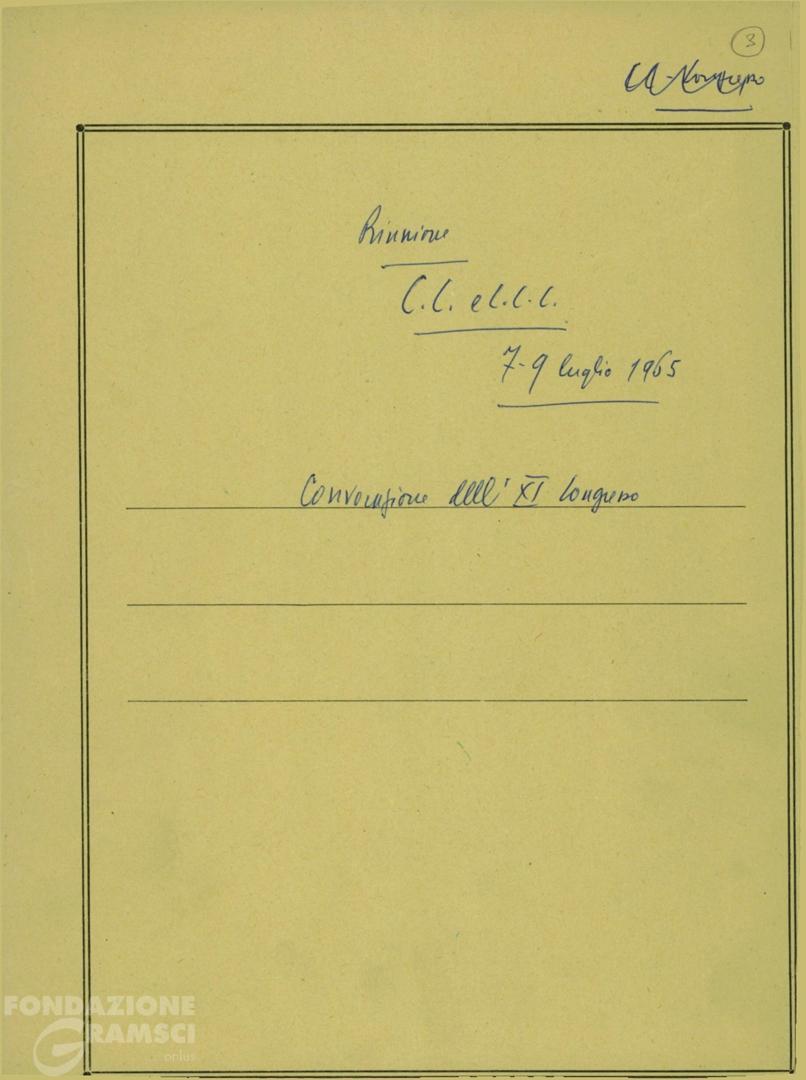 3
Riunione
C.C. e C.C.C.
7-9 luglio 1965
Convocazione dell' XI Congresso
FONDAZIONE
GRAMSCI
onlus